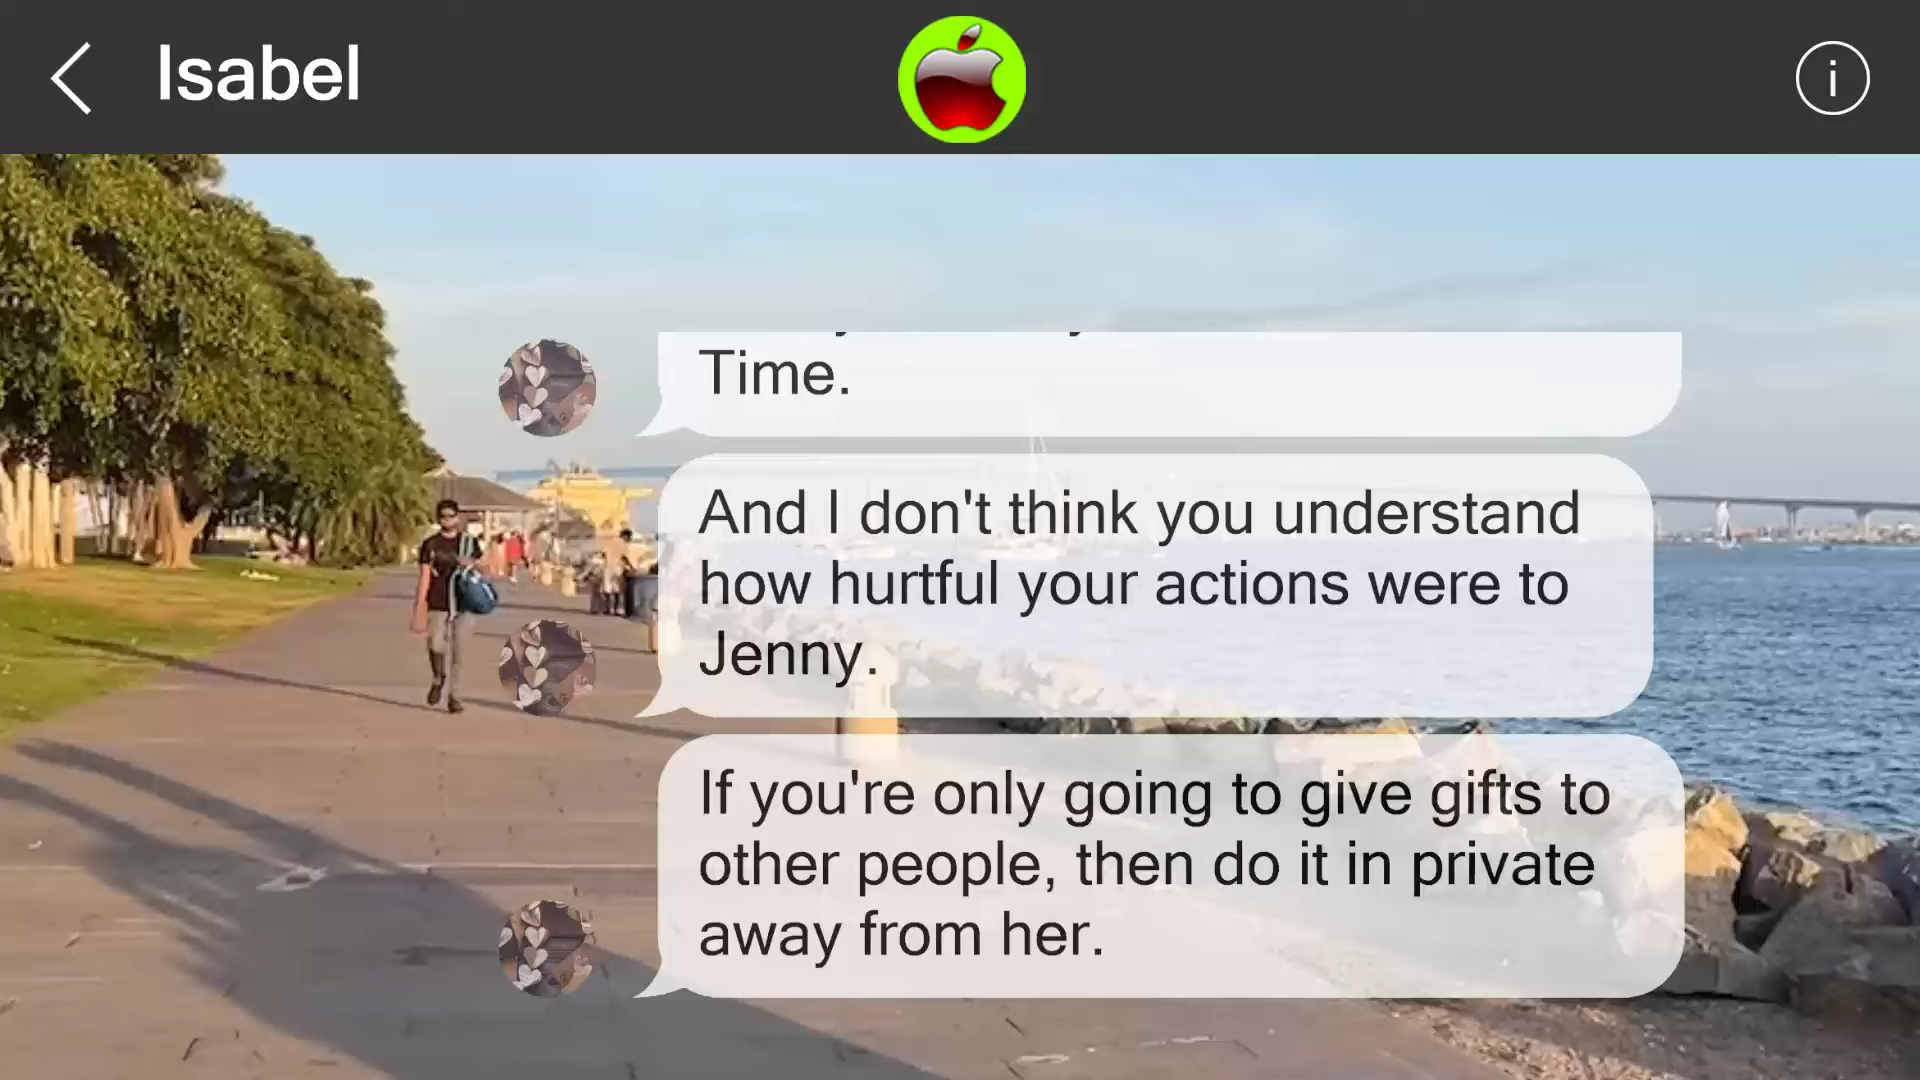 Isabel
i
Time.
And I don't think you understand
how hurtful your actions were to
Jenny.
If you're only going to give gifts to
other people, then do it in private
away from her.